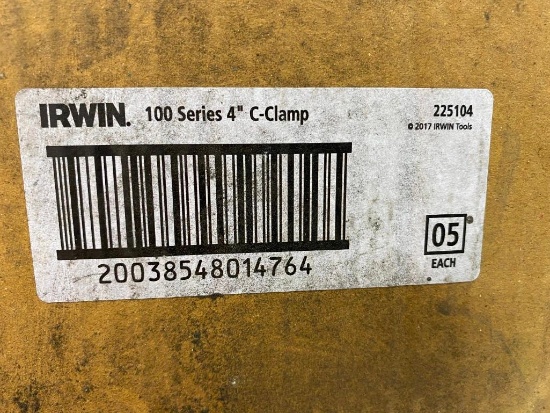 IRWIN. 100 Series 4" C-Clamp 225104
© 2017 IRWIN Tools
20038548014764
05
EACH